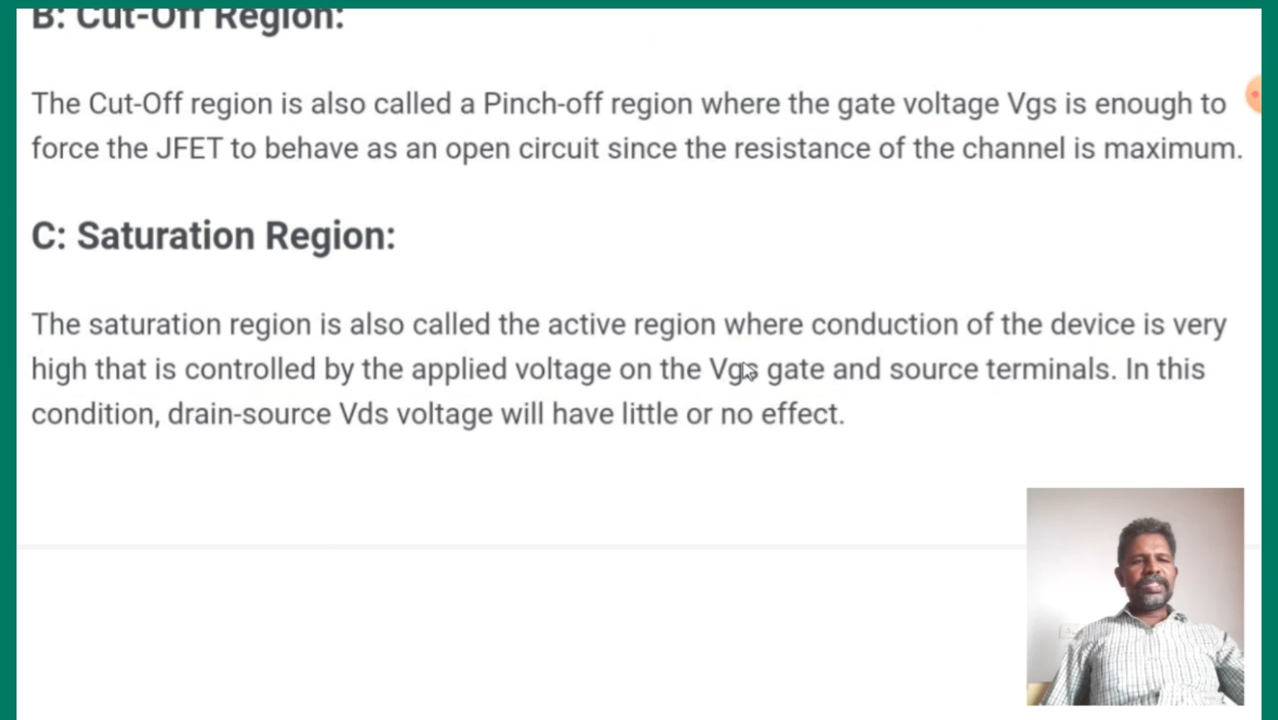 B: Cut-Off Region:
The Cut-Off region is also called a Pinch-off region where the gate voltage Vgs is enough to
force the JFET to behave as an open circuit since the resistance of the channel is maximum.
C: Saturation Region:
The saturation region is also called the active region where conduction of the device is very
high that is controlled by the applied voltage on the Vgs gate and source terminals. In this
condition, drain-source Vds voltage will have little or no effect.